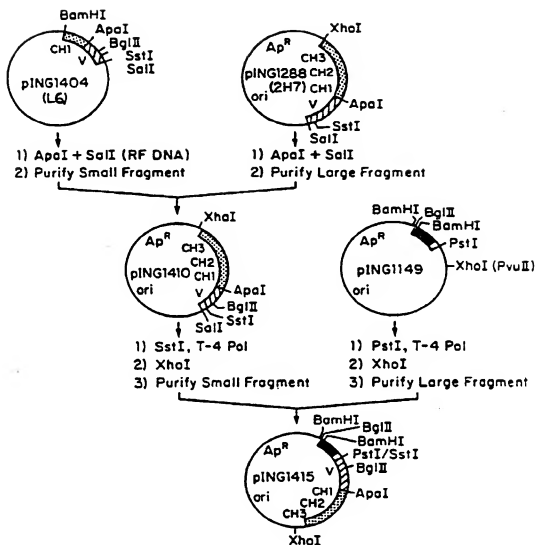 BamHI
ApaI
BglII
SstI
SalI
CH1
V
pING1404
(L6)
XhoI
ApR
CH3
pING1288
CH2
(2H7)
CH1
ori
V
ApaI
SstI
SalI
1) ApaI + SalI (RF DNA)
2) Purify Small Fragment
1) ApaI + SalI
2) Purify Large Fragment
XhoI
ApR
CH3
CH2
pING1410
CH1
ori
V
ApaI
BglII
SstI
SalI
BamHI
BglII
BamHI
ApR
PstI
pING1149
XhoI (PvuII)
ori
1) SstI, T-4 Pol
2) XhoI
3) Purify Small Fragment
1) PstI, T-4 Pol
2) XhoI
3) Purify Large Fragment
BamHI
BglII
BamHI
ApR
PstI/SstI
V
BglII
pING1415
CH1
ApaI
ori
CH2
CH3
XhoI